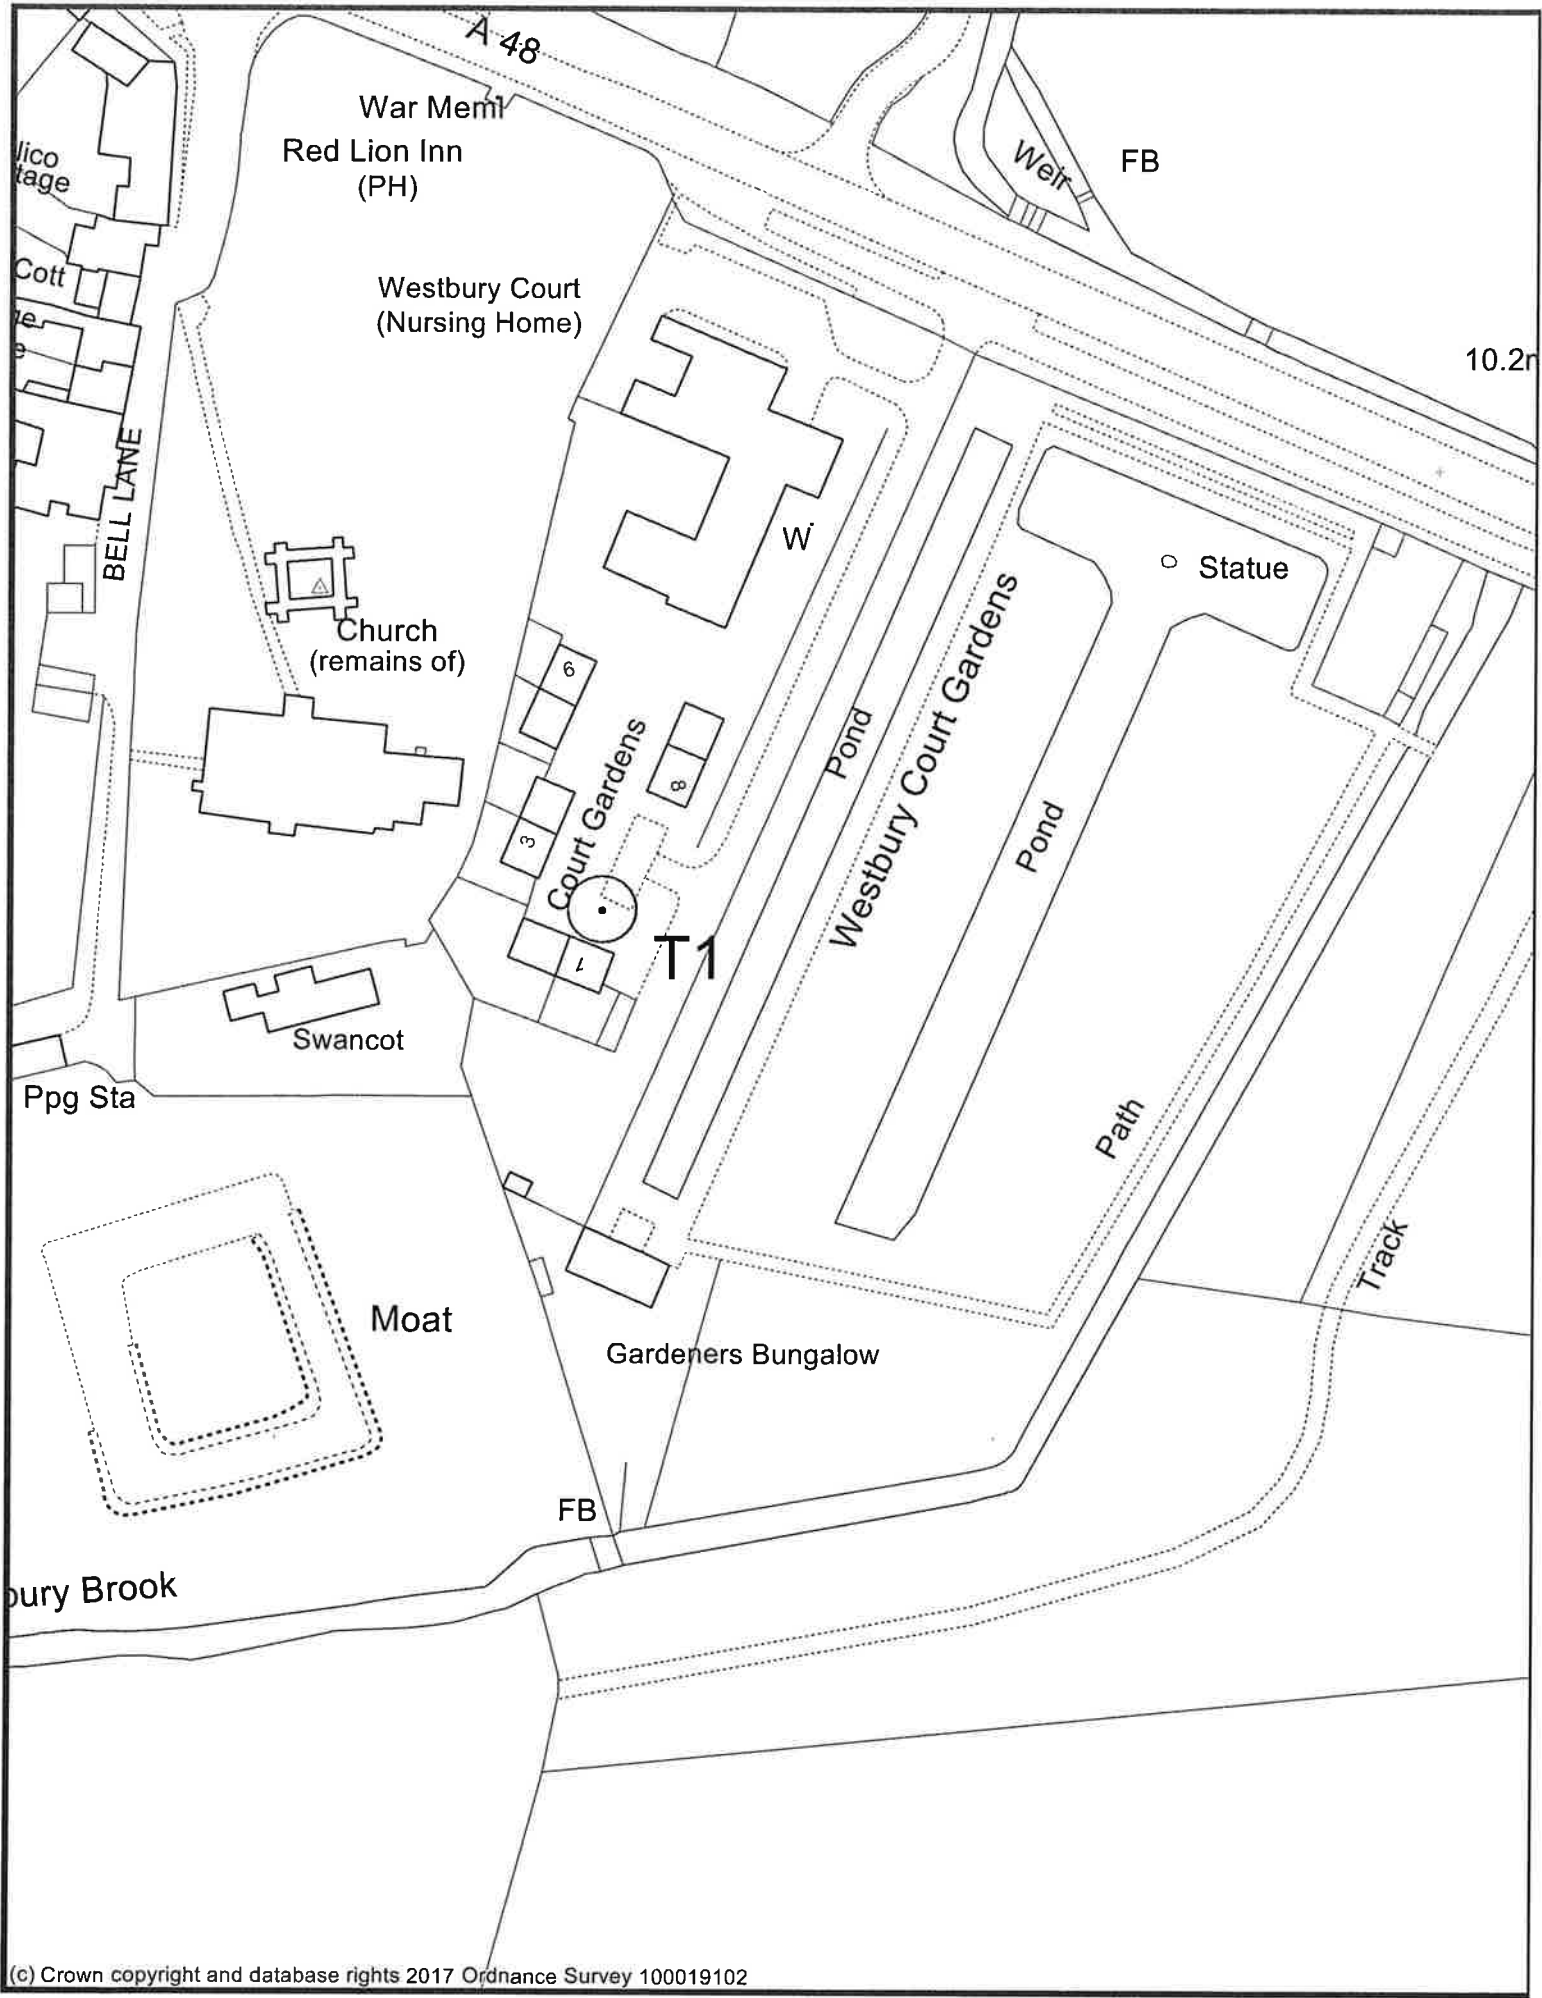 A 48
War Meml
Red Lion Inn
(PH)
Weir
FB
lico
tage
Cott
Westbury Court
(Nursing Home)
ge
e
10.2m
BELL LANE
W
Statue
Church
(remains of)
6
Court Gardens
8
3
Pond
Westbury Court Gardens
Pond
T1
1
Swancot
Ppg Sta
Path
Track
Moat
Gardeners Bungalow
FB
bury Brook
(c) Crown copyright and database rights 2017 Ordnance Survey 100019102